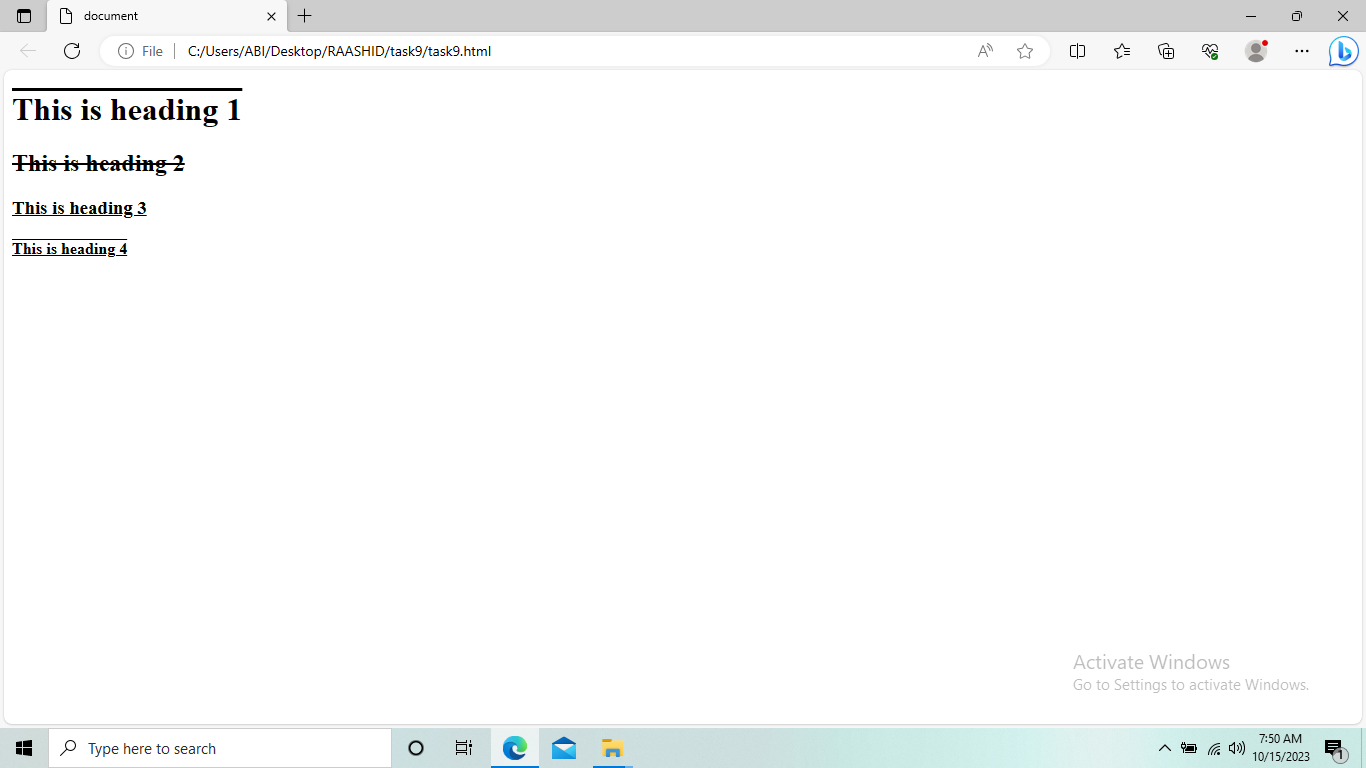 document
File C:/Users/ABI/Desktop/RAASHID/task9/task9.html
This is heading 1
This is heading 2
This is heading 3
This is heading 4
Activate Windows
Go to Settings to activate Windows.
Type here to search
7:50 AM
10/15/2023
1